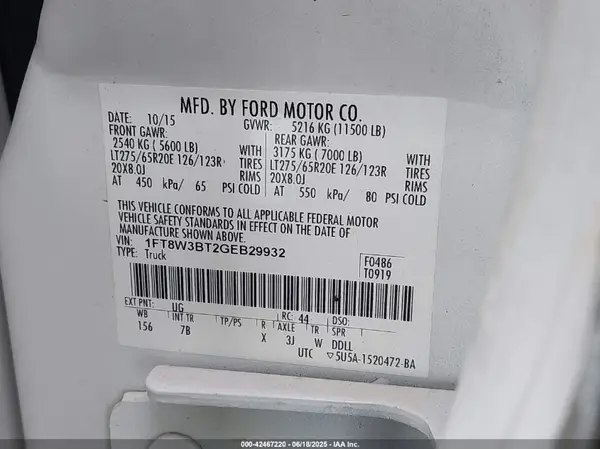 MFD. BY FORD MOTOR CO.
DATE: 10/15 GVWR: 5216 KG (11500 LB)
FRONT GAWR: REAR GAWR:
2540 KG ( 5600 LB) WITH 3175 KG ( 7000 LB) WITH
LT275/65R20E 126/123R TIRES LT275/65R20E 126/123R TIRES
20X8.0J RIMS 20X8.0J RIMS
AT 450 kPa/ 65 PSI COLD AT 550 kPa/ 80 PSI COLD
THIS VEHICLE CONFORMS TO ALL APPLICABLE FEDERAL MOTOR
VEHICLE SAFETY STANDARDS IN EFFECT ON THE DATE OF
MANUFACTURE SHOWN ABOVE.
VIN: 1FT8W3BT2GEB29932 F0486
TYPE: Truck T0919
EXT PNT: UG RC: 44 DSO:
WB INT TR TP/PS R AXLE TR SPR
156 7B X 3J W DDLL
UTC ▽5U5A-1520472-BA
000-42467220 - 06/18/2025 - IAA Inc.